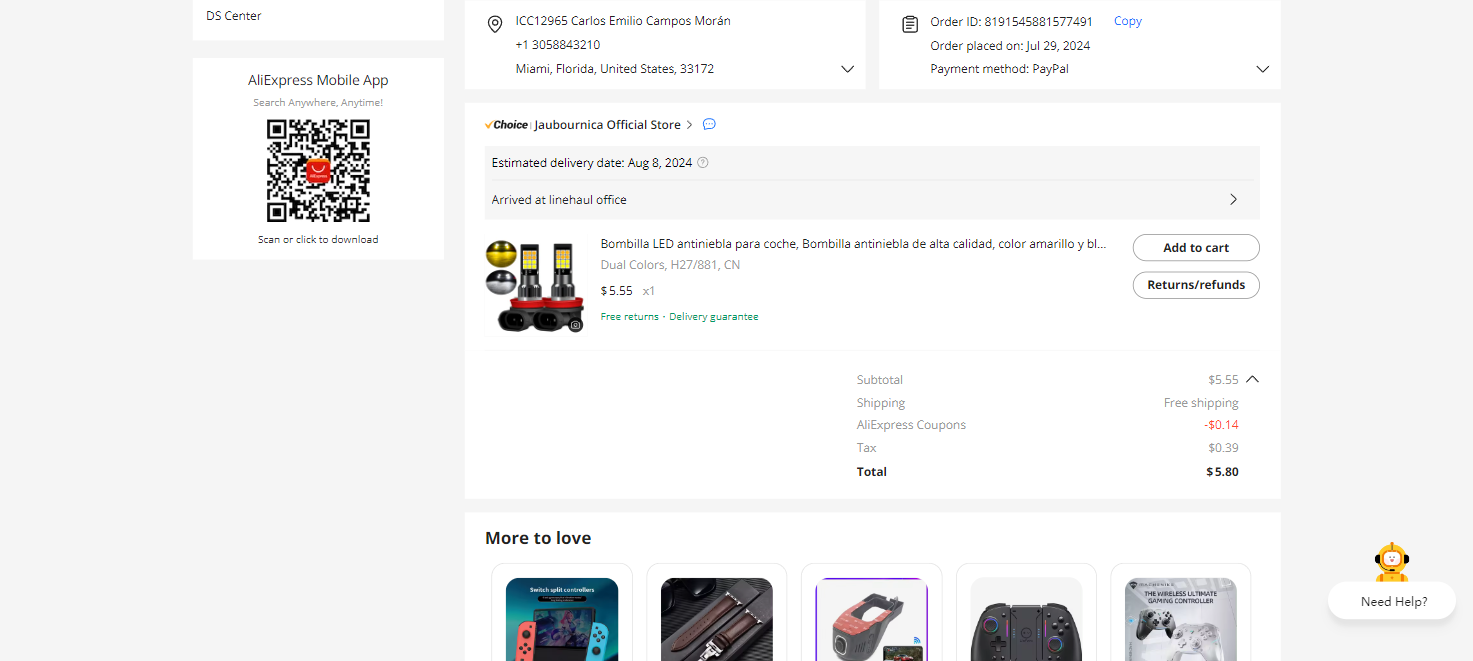 DS Center
AliExpress Mobile App
Search Anywhere, Anytime!
AliExpress
Scan or click to download
ICC12965 Carlos Emilio Campos Morán
+1 3058843210
Miami, Florida, United States, 33172
Order ID: 8191545881577491 Copy
Order placed on: Jul 29, 2024
Payment method: PayPal
Choice | Jaubournica Official Store
Estimated delivery date: Aug 8, 2024
Arrived at linehaul office
Bombilla LED antiniebla para coche, Bombilla antiniebla de alta calidad, color amarillo y bl...
Dual Colors, H27/881, CN
$5.55 x1
Free returns · Delivery guarantee
Add to cart
Returns/refunds
Subtotal $5.55
Shipping Free shipping
AliExpress Coupons -$0.14
Tax $0.39
Total $5.80
More to love
Switch split controllers
THE WIRELESS ULTIMATE
GAMING CONTROLLER
Need Help?